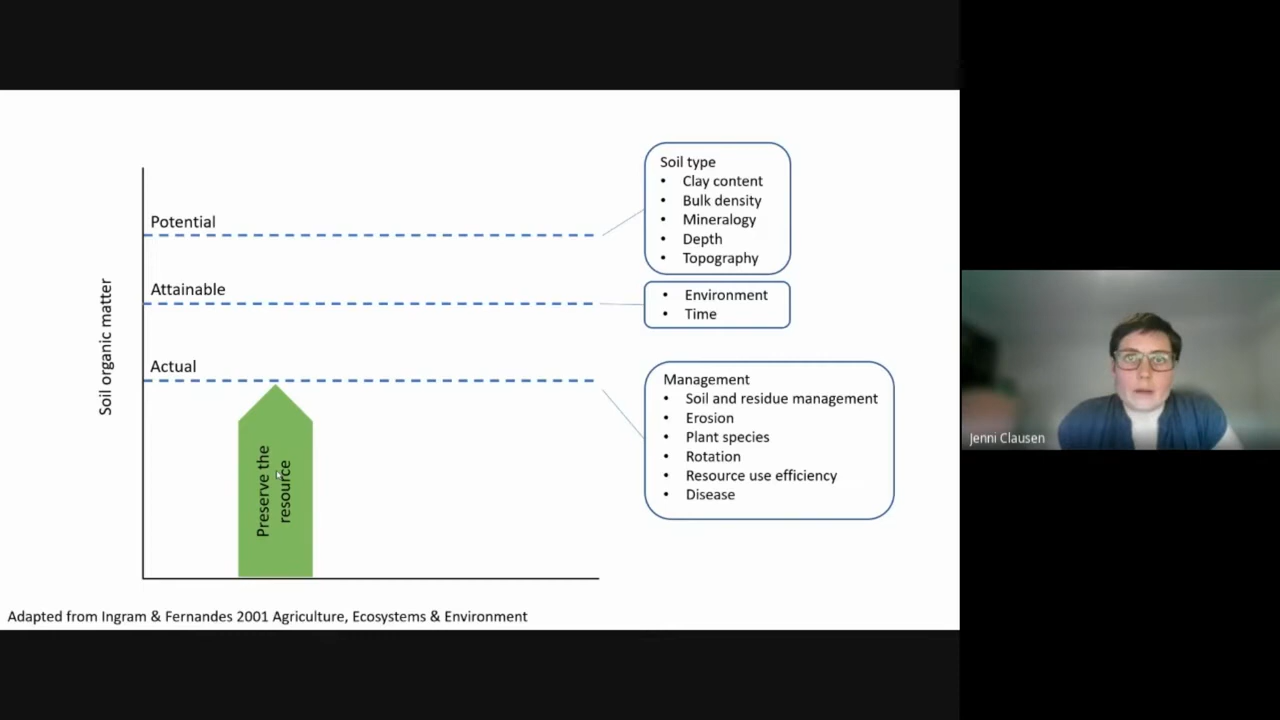 Soil type
• Clay content
• Bulk density
• Mineralogy
• Depth
• Topography
Potential
Attainable
• Environment
• Time
Actual
Management
• Soil and residue management
• Erosion
• Plant species
• Rotation
• Resource use efficiency
• Disease
Soil organic matter
Preserve the
resource
Adapted from Ingram & Fernandes 2001 Agriculture, Ecosystems & Environment
Jenni Clausen